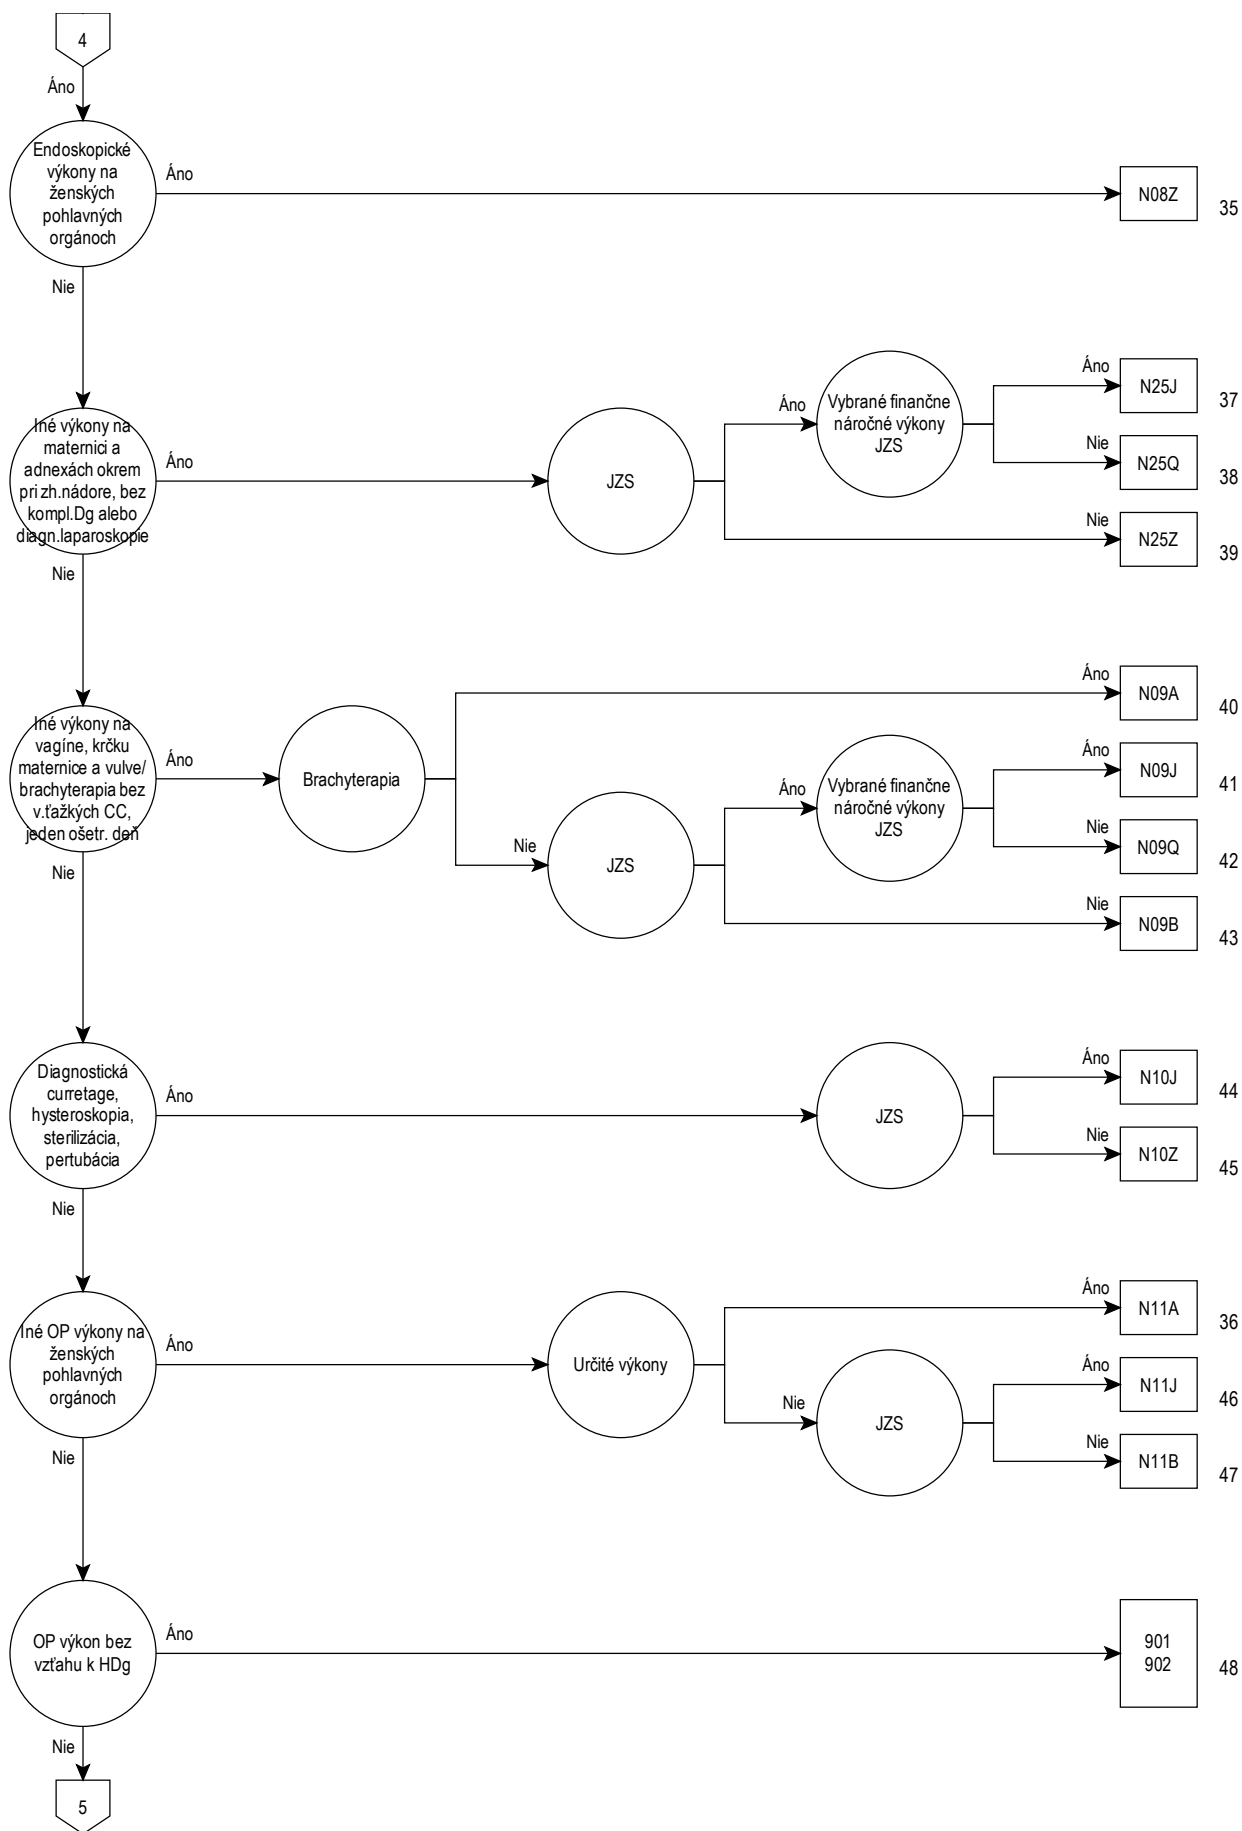 4
Áno
Endoskopické
výkony na
ženských
pohlavných
orgánoch
Áno
N08Z
35
Nie
Iné výkony na
maternici a
adnexách okrem
pri zh.nádore, bez
kompl.Dg alebo
diagn.laparoskopie
Áno
JZS
Áno
Vybrané finančne
náročné výkony
JZS
Áno
N25J
37
Nie
N25Q
38
Nie
N25Z
39
Nie
Iné výkony na
vagíne, krčku
maternice a vulve/
brachyterapia bez
v.ťažkých CC,
jeden ošetr. deň
Áno
Brachyterapia
Áno
N09A
40
Nie
JZS
Áno
Vybrané finančne
náročné výkony
JZS
Áno
N09J
41
Nie
N09Q
42
Nie
N09B
43
Nie
Diagnostická
curretage,
hysteroskopia,
sterilizácia,
pertubácia
Áno
JZS
Áno
N10J
44
Nie
N10Z
45
Nie
Iné OP výkony na
ženských
pohlavných
orgánoch
Áno
Určité výkony
Áno
N11A
36
Nie
JZS
Áno
N11J
46
Nie
N11B
47
Nie
OP výkon bez
vzťahu k HDg
Áno
901
902
48
Nie
5